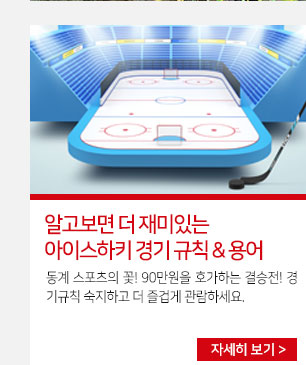 알고보면 더 재미있는
아이스하키 경기 규칙 & 용어
동계 스포츠의 꽃! 90만원을 호가하는 결승전! 경
기규칙 숙지하고 더 즐겁게 관람하세요.
자세히 보기 >